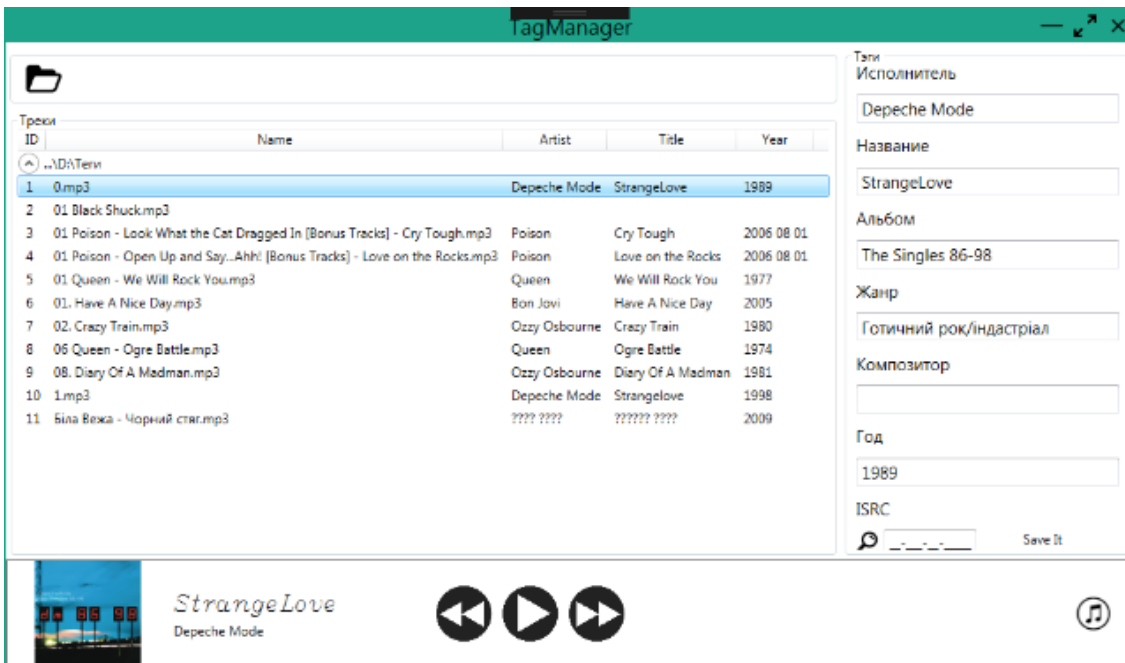 TagManager
Треки
ID Name Artist Title Year
..\D:\Теги
1 0.mp3 Depeche Mode StrangeLove 1989
2 01 Black Shuck.mp3
3 01 Poison - Look What the Cat Dragged In [Bonus Tracks] - Cry Tough.mp3 Poison Cry Tough 2006 08 01
4 01 Poison - Open Up and Say...Ahh! [Bonus Tracks] - Love on the Rocks.mp3 Poison Love on the Rocks 2006 08 01
5 01 Queen - We Will Rock You.mp3 Queen We Will Rock You 1977
6 01. Have A Nice Day.mp3 Bon Jovi Have A Nice Day 2005
7 02. Crazy Train.mp3 Ozzy Osbourne Crazy Train 1980
8 06 Queen - Ogre Battle.mp3 Queen Ogre Battle 1974
9 08. Diary Of A Madman.mp3 Ozzy Osbourne Diary Of A Madman 1981
10 1.mp3 Depeche Mode Strangelove 1998
11 Біла Вежа - Чорний стяг.mp3 ???? ???? ?????? ???? 2009
Тэги
Исполнитель
Depeche Mode
Название
StrangeLove
Альбом
The Singles 86-98
Жанр
Готичний рок/індастріал
Композитор
Год
1989
ISRC
Save It
86 98
StrangeLove
Depeche Mode